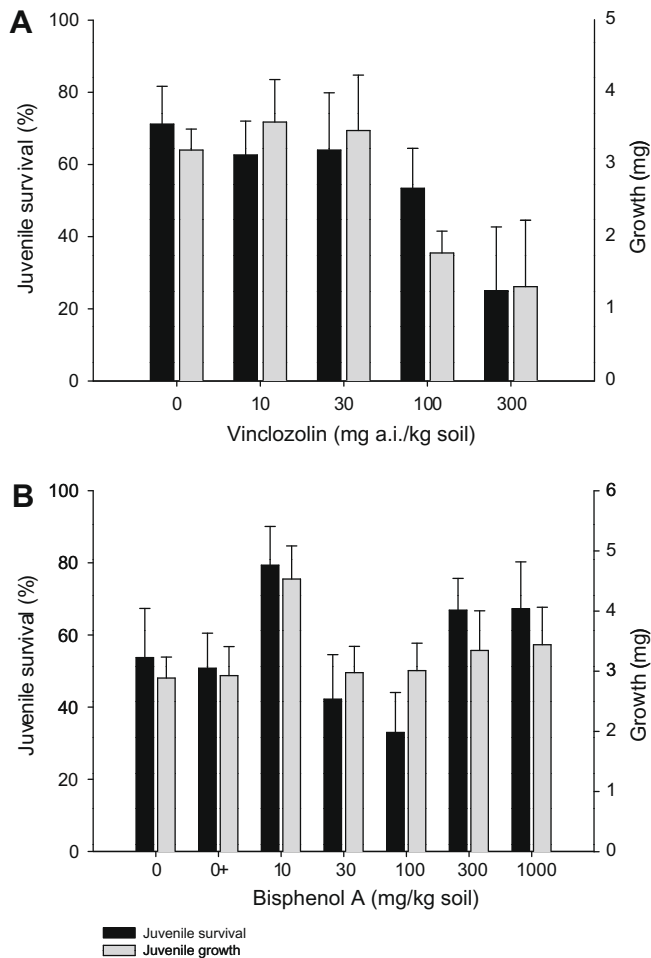 A
100
80
60
40
20
0
Juvenile survival (%)
5
4
3
2
1
0
Growth (mg)
0 10 30 100 300
Vinclozolin (mg a.i./kg soil)
B
100
80
60
40
20
0
Juvenile survival (%)
6
5
4
3
2
1
0
Growth (mg)
0 0+ 10 30 100 300 1000
Bisphenol A (mg/kg soil)
Juvenile survival
Juvenile growth